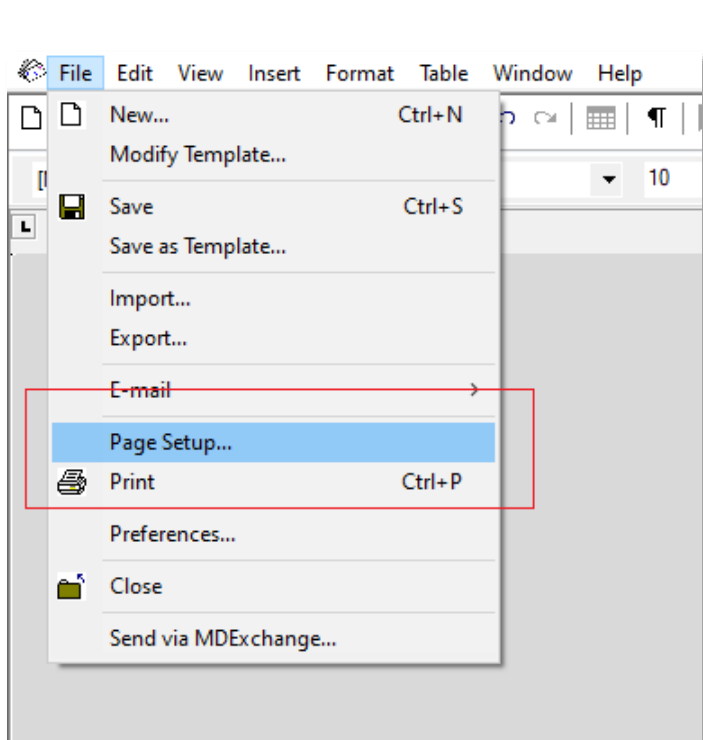 File Edit View Insert Format Table Window Help
New... Ctrl+N
Modify Template...
10
Save Ctrl+S
L
Save as Template...
Import...
Export...
E-mail
Page Setup...
Print Ctrl+P
Preferences...
Close
Send via MDExchange...